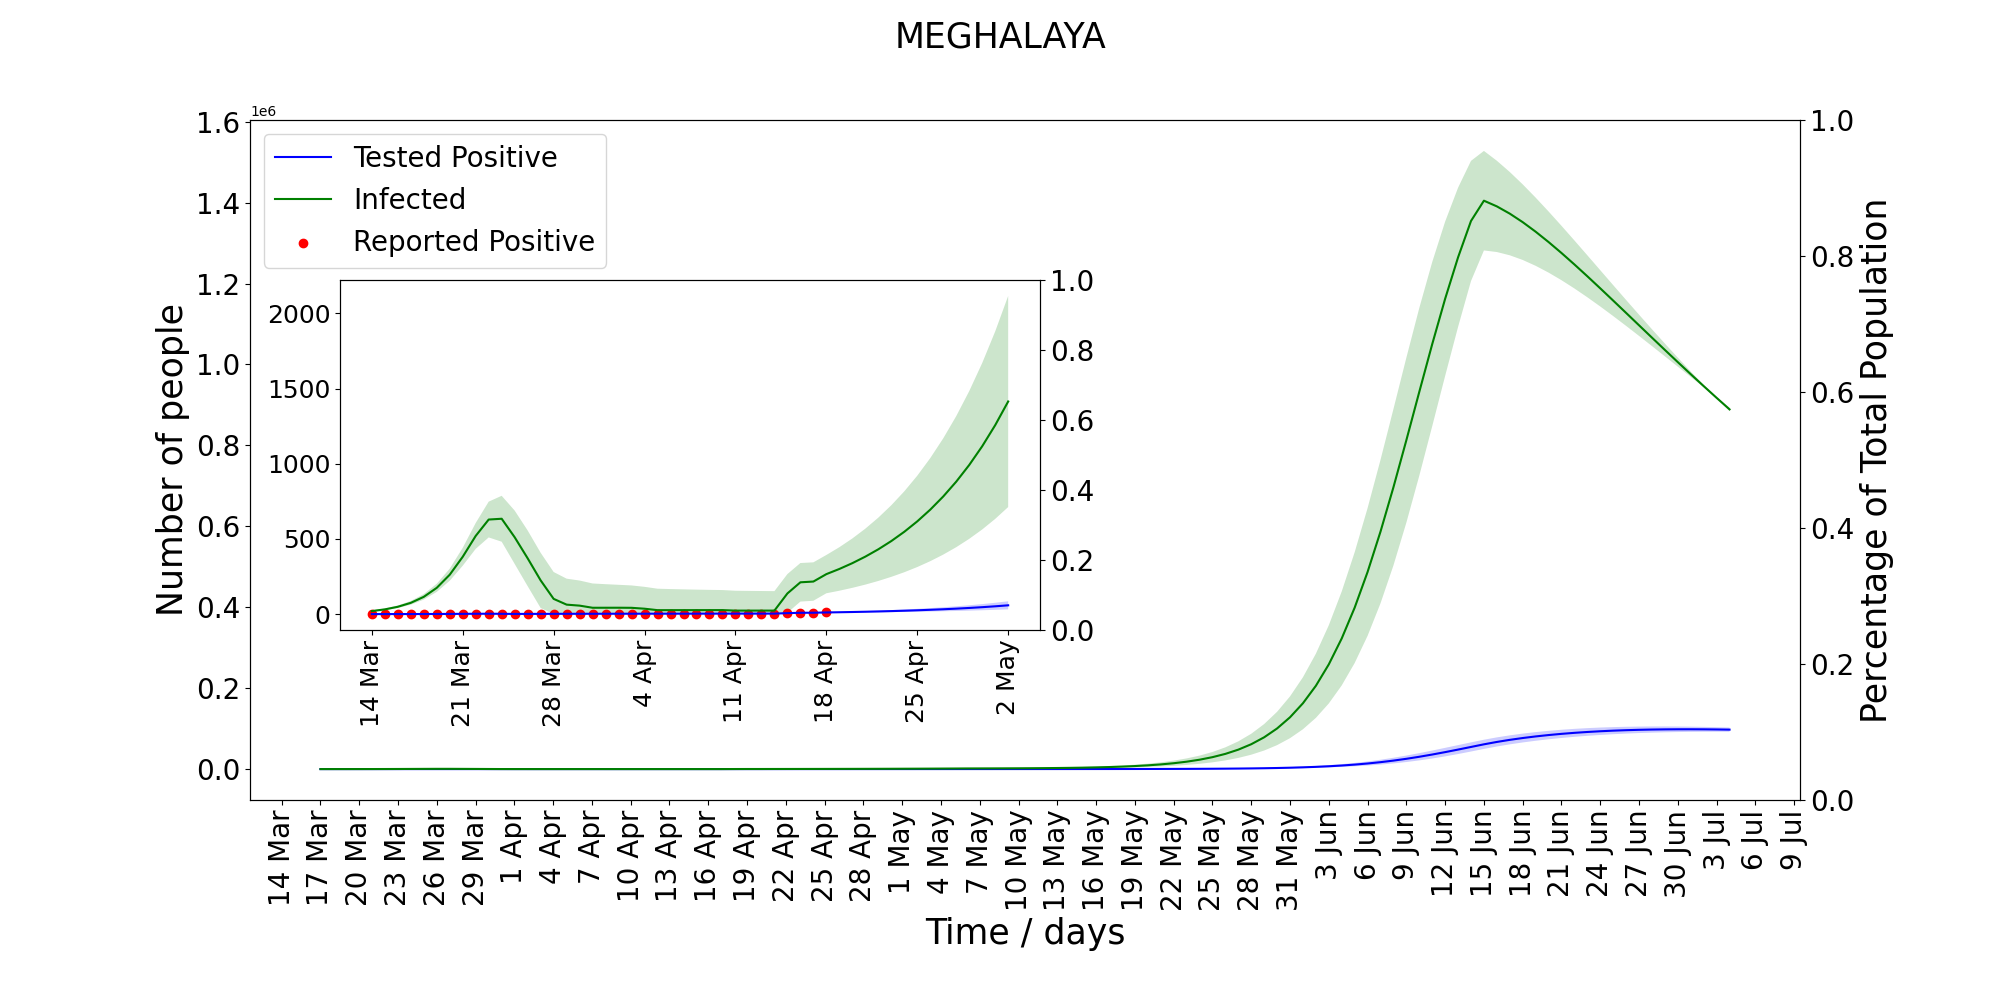 MEGHALAYA
1e6
1.6
1.4
1.2
1.0
0.8
0.6
0.4
0.2
0.0
Number of people
Tested Positive
Infected
Reported Positive
2000
1500
1000
500
0
1.0
0.8
0.6
0.4
0.2
0.0
14 Mar
21 Mar
28 Mar
4 Apr
11 Apr
18 Apr
25 Apr
2 May
1.0
0.8
0.6
0.4
0.2
0.0
Percentage of Total Population
14 Mar
17 Mar
20 Mar
23 Mar
26 Mar
29 Mar
1 Apr
4 Apr
7 Apr
10 Apr
13 Apr
16 Apr
19 Apr
22 Apr
25 Apr
28 Apr
1 May
4 May
7 May
10 May
13 May
16 May
19 May
22 May
25 May
28 May
31 May
3 Jun
6 Jun
9 Jun
12 Jun
15 Jun
18 Jun
21 Jun
24 Jun
27 Jun
30 Jun
3 Jul
6 Jul
9 Jul
Time / days